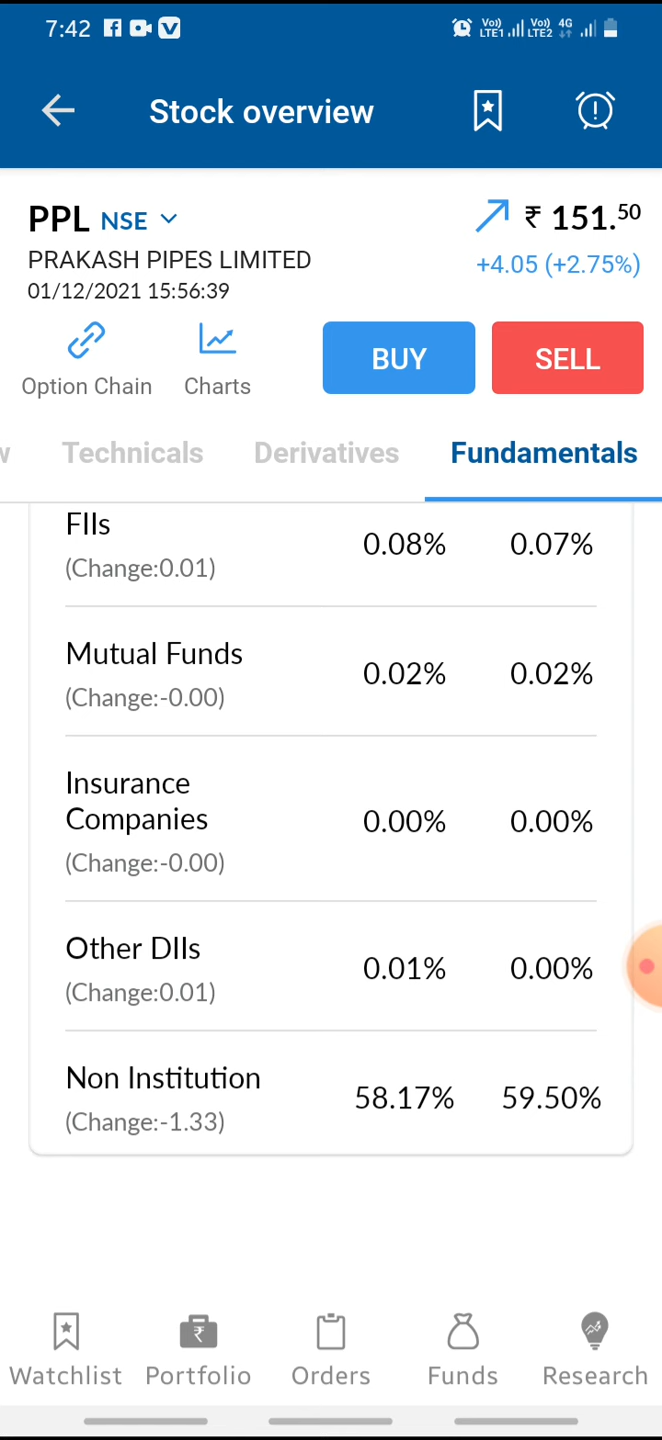 7:42 Vo) LTE1 Vo) LTE2 4G
Stock overview
PPL NSE ₹ 151.50
PRAKASH PIPES LIMITED +4.05 (+2.75%)
01/12/2021 15:56:39
Option Chain Charts BUY SELL
w Technicals Derivatives Fundamentals
FIIs 0.08% 0.07%
(Change:0.01)
Mutual Funds 0.02% 0.02%
(Change:-0.00)
Insurance
Companies 0.00% 0.00%
(Change:-0.00)
Other DIIs 0.01% 0.00%
(Change:0.01)
Non Institution 58.17% 59.50%
(Change:-1.33)
Watchlist Portfolio Orders Funds Research